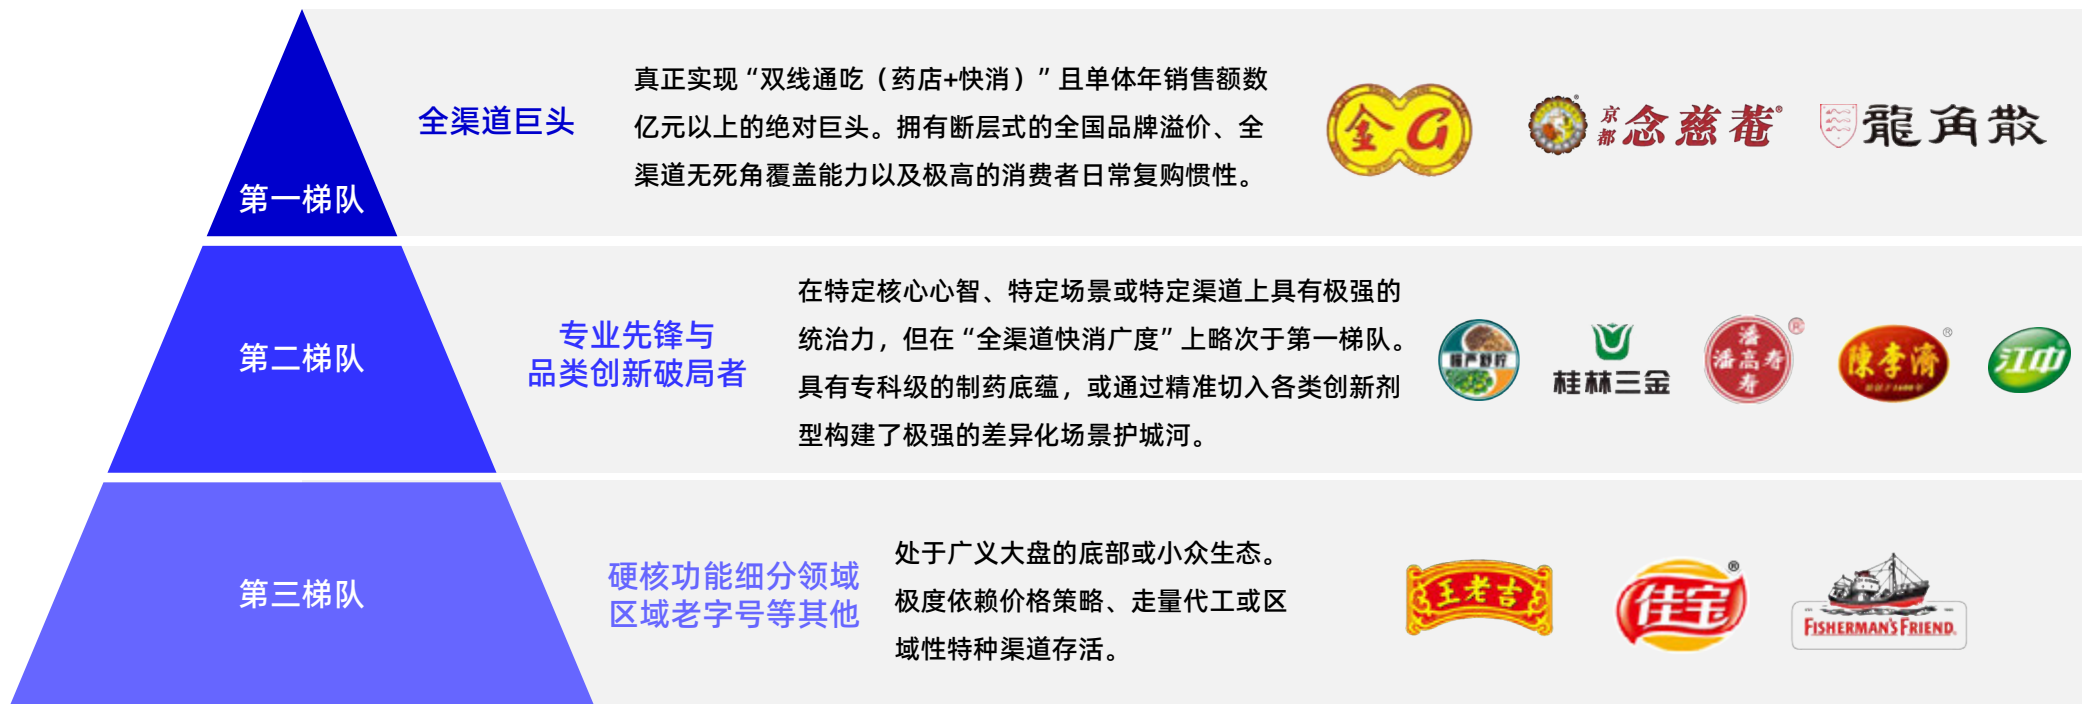 第一梯队
全渠道巨头
真正实现“双线通吃（药店+快消）”且单体年销售额数
亿元以上的绝对巨头。拥有断层式的全国品牌溢价、全
渠道无死角覆盖能力以及极高的消费者日常复购惯性。
金G
京都念慈菴®
龍角散
第二梯队
专业先锋与
品类创新破局者
在特定核心心智、特定场景或特定渠道上具有极强的
统治力，但在“全渠道快消广度”上略次于第一梯队。
具有专科级的制药底蕴，或通过精准切入各类创新剂
型构建了极强的差异化场景护城河。
桂林三金
潘高寿®
陳李濟®
江中
第三梯队
硬核功能细分领域
区域老字号等其他
处于广义大盘的底部或小众生态。
极度依赖价格策略、走量代工或区
域性特种渠道存活。
王老吉
佳宝®
FISHERMAN'S FRIEND.